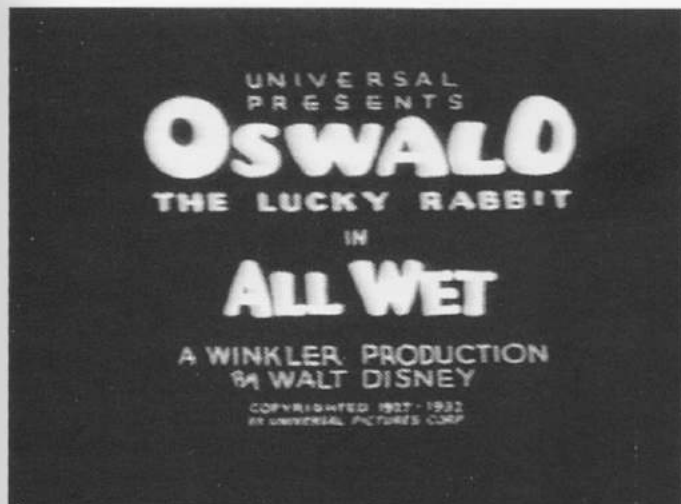 UNIVERSAL
PRESENTS
OSWALD
THE LUCKY RABBIT
IN
ALL WET
A WINKLER PRODUCTION
By WALT DISNEY
COPYRIGHTED 1927-1932
BY UNIVERSAL PICTURES CORP